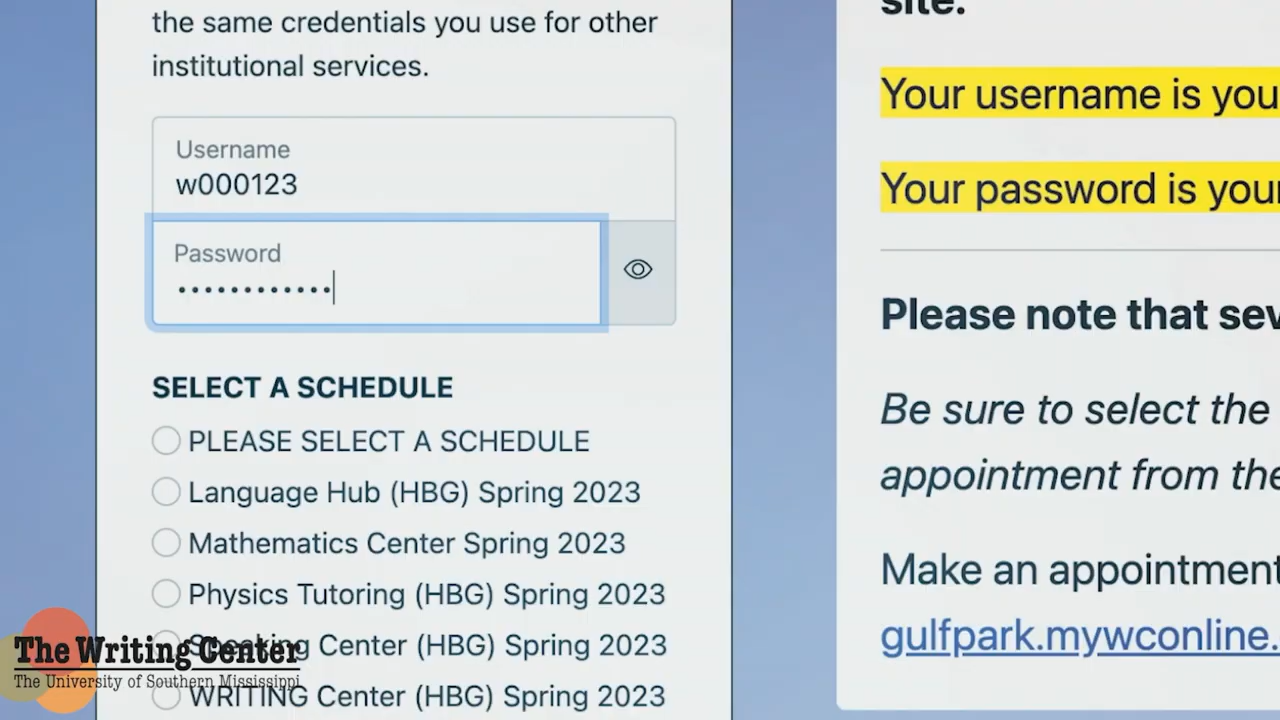 the same credentials you use for other
institutional services.
Username
w000123
Password
SELECT A SCHEDULE
PLEASE SELECT A SCHEDULE
Language Hub (HBG) Spring 2023
Mathematics Center Spring 2023
Physics Tutoring (HBG) Spring 2023
Speaking Center (HBG) Spring 2023
WRITING Center (HBG) Spring 2023
site.
Your username is you
Your password is your
Please note that sev
Be sure to select the
appointment from the
Make an appointment
gulfpark.mywconline.
The Writing Center
The University of Southern Mississippi